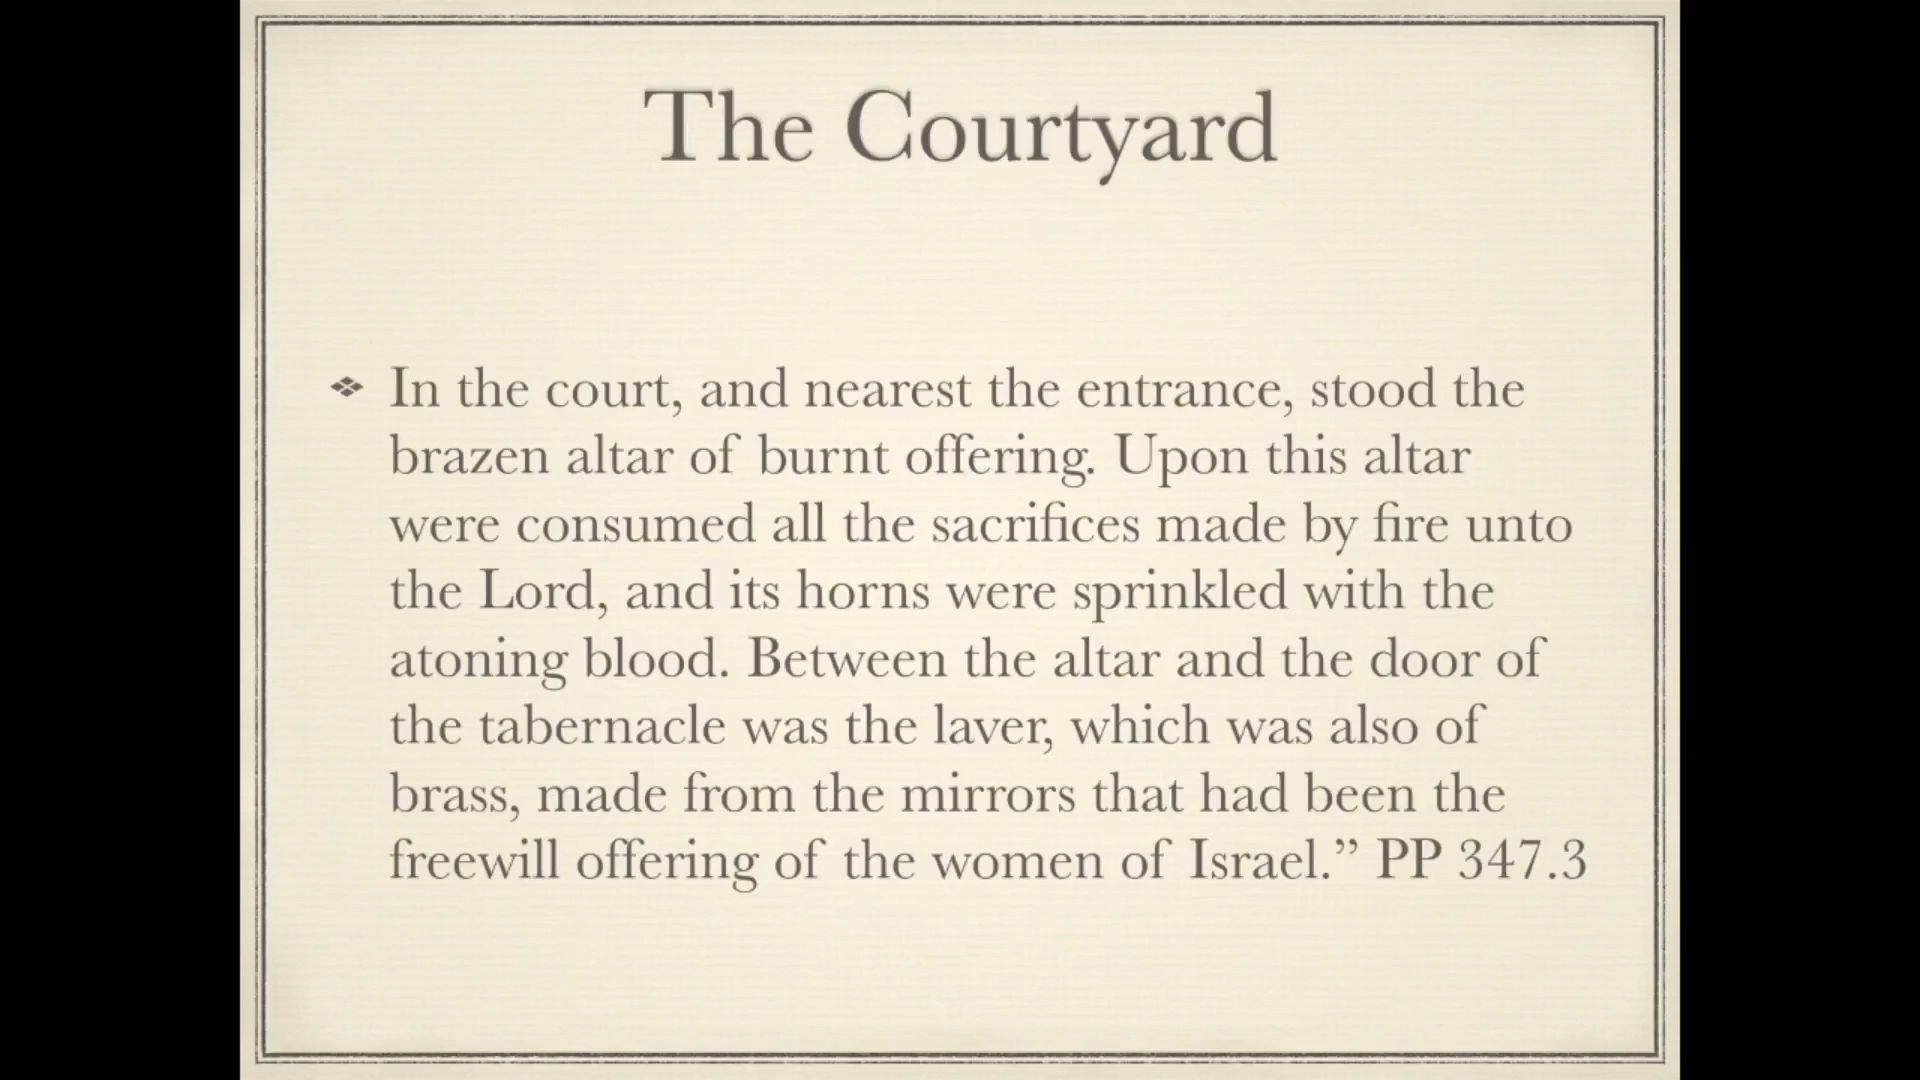 The Courtyard
In the court, and nearest the entrance, stood the
brazen altar of burnt offering. Upon this altar
were consumed all the sacrifices made by fire unto
the Lord, and its horns were sprinkled with the
atoning blood. Between the altar and the door of
the tabernacle was the laver, which was also of
brass, made from the mirrors that had been the
freewill offering of the women of Israel.” PP 347.3